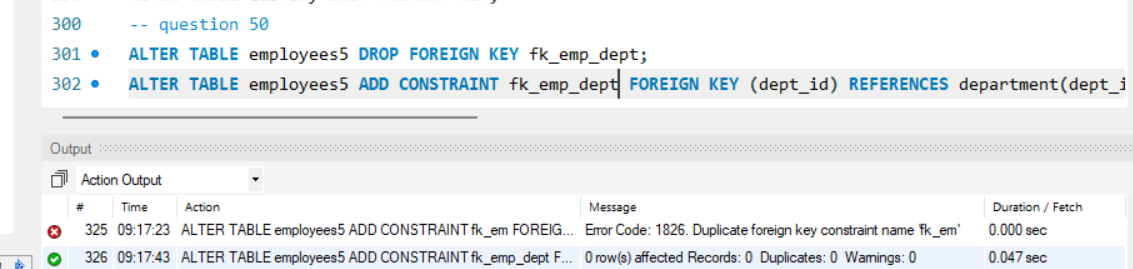 300 -- question 50
301 ALTER TABLE employees5 DROP FOREIGN KEY fk_emp_dept;
302 ALTER TABLE employees5 ADD CONSTRAINT fk_emp_dept FOREIGN KEY (dept_id) REFERENCES department(dept_i
Output
Action Output
# Time Action Message Duration / Fetch
325 09:17:23 ALTER TABLE employees5 ADD CONSTRAINT fk_em FOREIG... Error Code: 1826. Duplicate foreign key constraint name 'fk_em' 0.000 sec
326 09:17:43 ALTER TABLE employees5 ADD CONSTRAINT fk_emp_dept F... 0 row(s) affected Records: 0 Duplicates: 0 Warnings: 0 0.047 sec